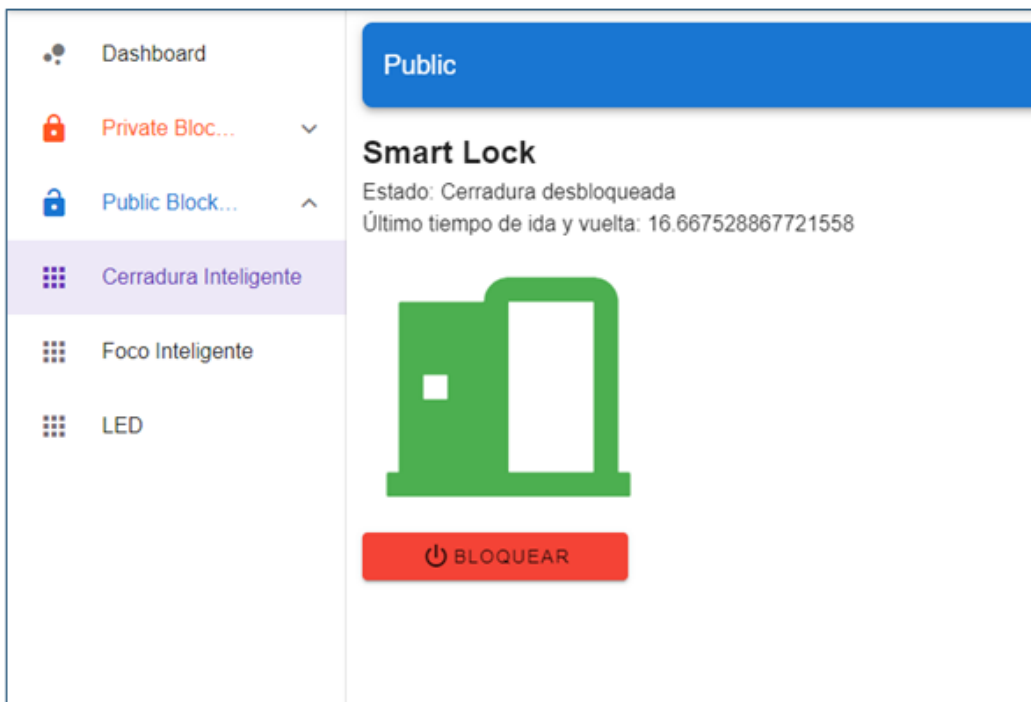 Dashboard
Private Bloc...
Public Block...
Cerradura Inteligente
Foco Inteligente
LED
Public
Smart Lock
Estado: Cerradura desbloqueada
Último tiempo de ida y vuelta: 16.667528867721558
BLOQUEAR